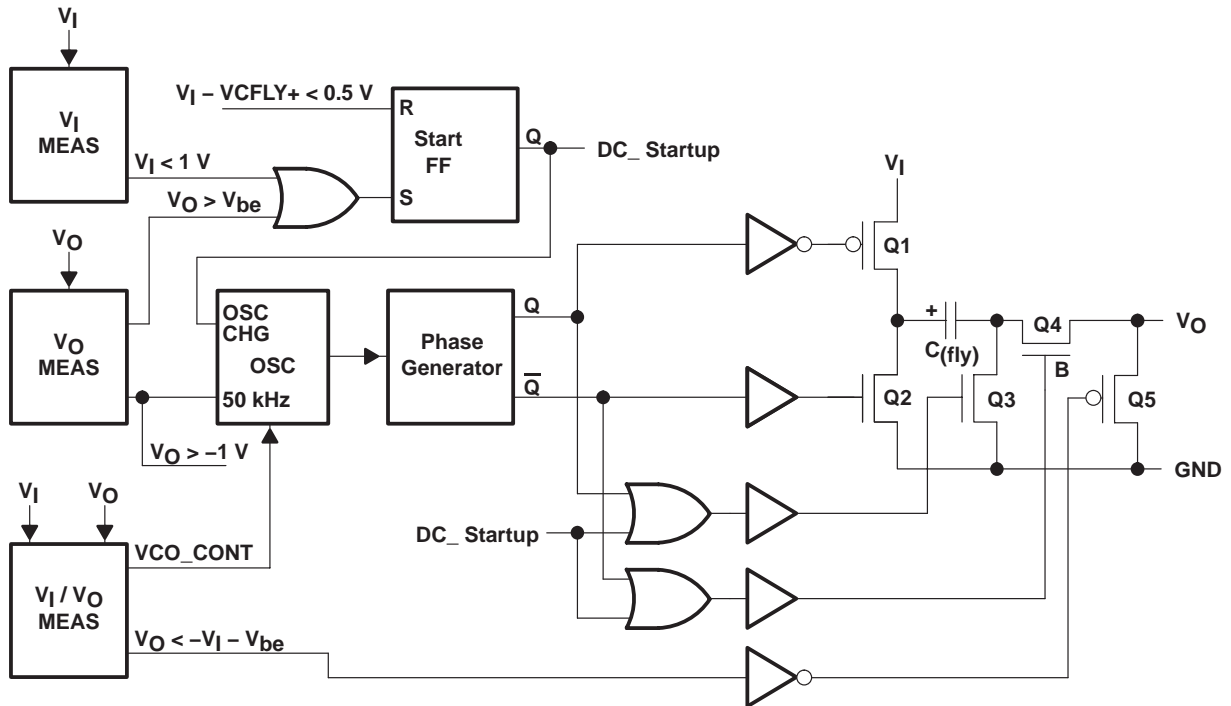 VI
VI
MEAS
VI – VCFLY+ < 0.5 V
R
Start
FF
Q
S
DC_ Startup
VI < 1 V
VO > Vbe
VO
VO
MEAS
OSC
CHG
OSC
50 kHz
VO > –1 V
Phase
Generator
Q
Q̅
VI
Q1
+
C(fly)
Q4
VO
B
Q2
Q3
Q5
GND
VI
VO
VI / VO
MEAS
VCO_CONT
VO < –VI – Vbe
DC_ Startup